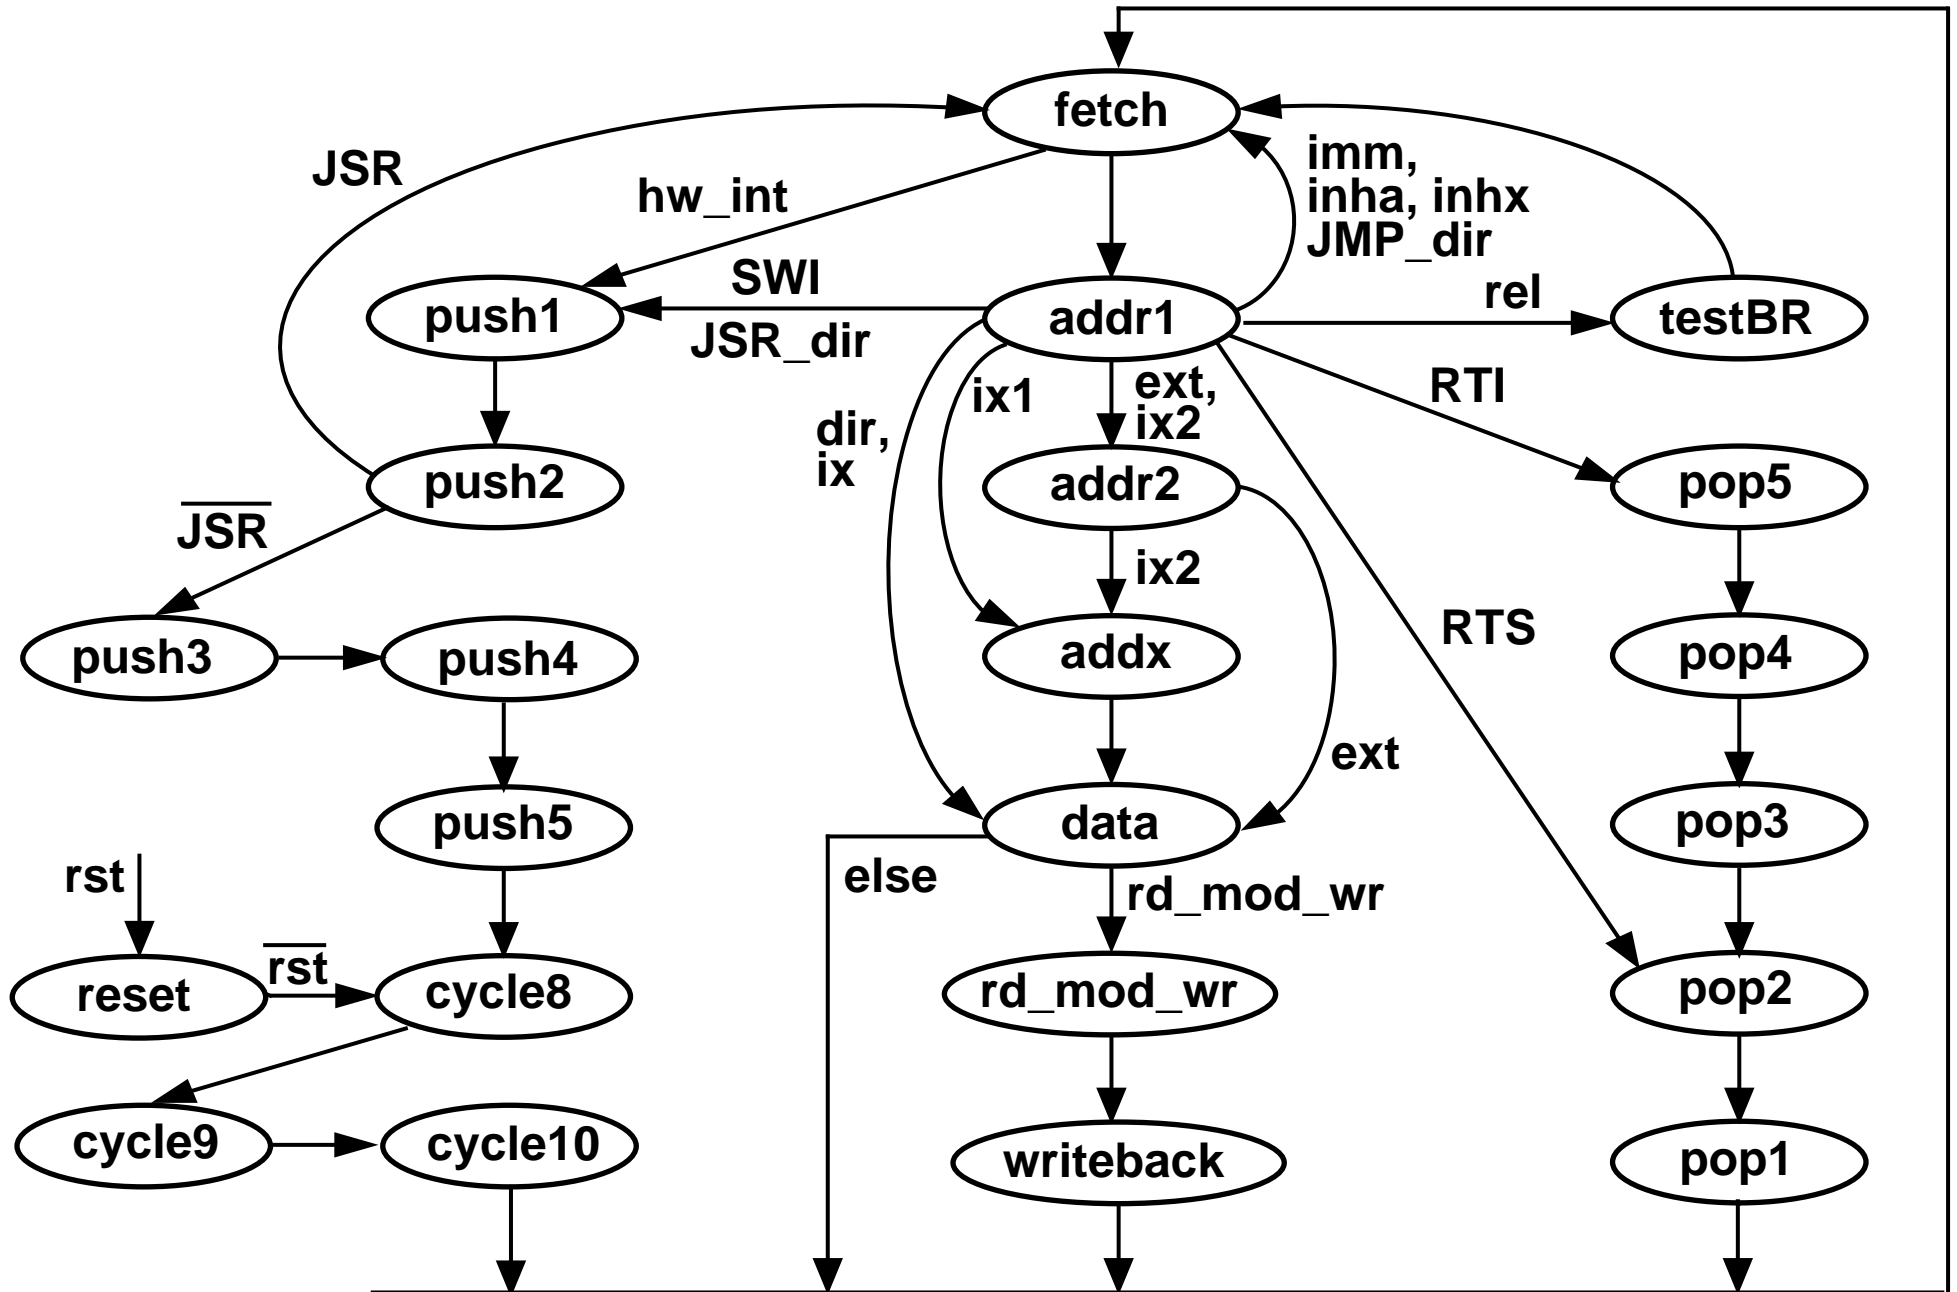 fetch
JSR
hw_int
imm,
inha, inhx
JMP_dir
SWI
JSR_dir
rel
push1
addr1
testBR
RTI
ix1
ext,
ix2
dir,
ix
push2
addr2
pop5
JSR
ix2
RTS
push3
push4
addx
pop4
ext
push5
data
pop3
rst
else
rd_mod_wr
rst
reset
cycle8
rd_mod_wr
pop2
cycle9
cycle10
writeback
pop1